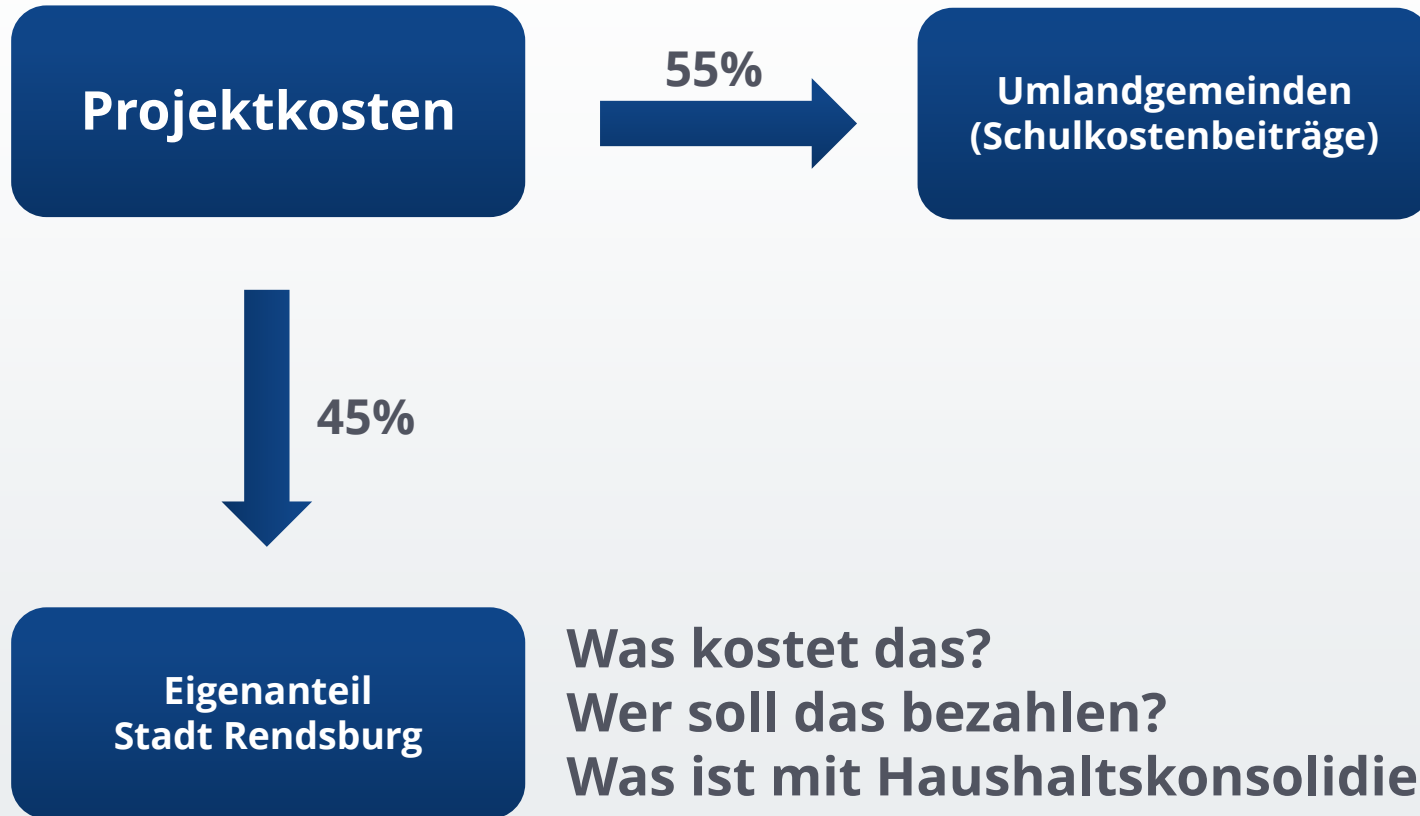 Projektkosten
55%
Umlandgemeinden
(Schulkostenbeiträge)
45%
Eigenanteil
Stadt Rendsburg
Was kostet das?
Wer soll das bezahlen?
Was ist mit Haushaltskonsolidie